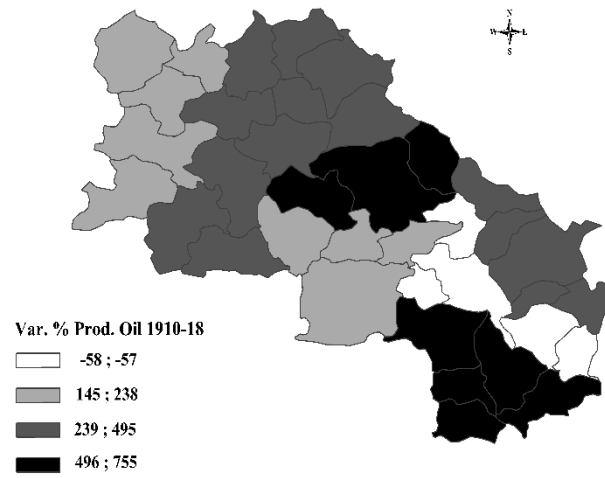 N
W E
S
Var. % Prod. Oil 1910-18
-58 ; -57
145 ; 238
239 ; 495
496 ; 755